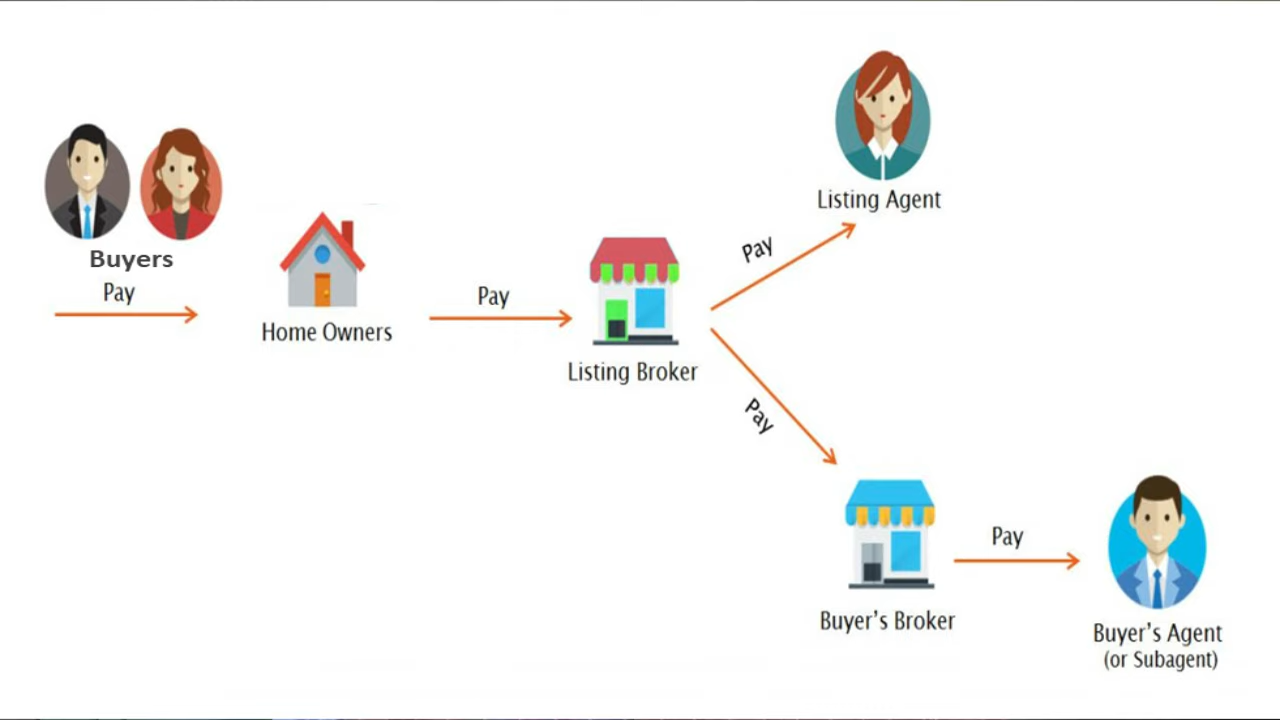 Listing Agent
Buyers
Pay
Home Owners
Pay
Listing Broker
Pay
Pay
Buyer's Broker
Pay
Buyer's Agent
(or Subagent)